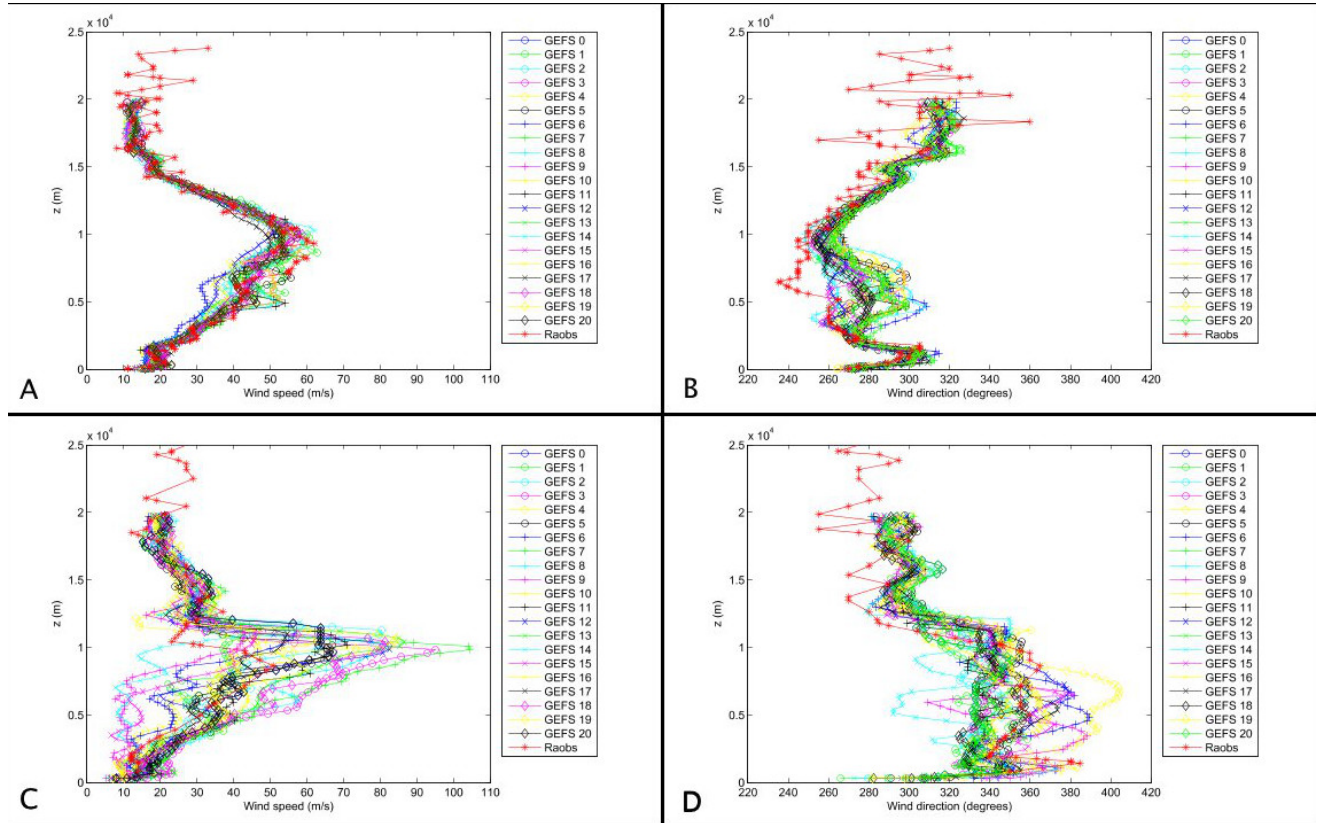 x 10⁴
2.5
2
1.5
1
0.5
0
z (m)
0 10 20 30 40 50 60 70 80 90 100 110
Wind speed (m/s)
A
GEFS 0
GEFS 1
GEFS 2
GEFS 3
GEFS 4
GEFS 5
GEFS 6
GEFS 7
GEFS 8
GEFS 9
GEFS 10
GEFS 11
GEFS 12
GEFS 13
GEFS 14
GEFS 15
GEFS 16
GEFS 17
GEFS 18
GEFS 19
GEFS 20
Raobs
x 10⁴
2.5
2
1.5
1
0.5
0
z (m)
220 240 260 280 300 320 340 360 380 400 420
Wind direction (degrees)
B
GEFS 0
GEFS 1
GEFS 2
GEFS 3
GEFS 4
GEFS 5
GEFS 6
GEFS 7
GEFS 8
GEFS 9
GEFS 10
GEFS 11
GEFS 12
GEFS 13
GEFS 14
GEFS 15
GEFS 16
GEFS 17
GEFS 18
GEFS 19
GEFS 20
Raobs
x 10⁴
2.5
2
1.5
1
0.5
0
z (m)
0 10 20 30 40 50 60 70 80 90 100 110
Wind speed (m/s)
C
GEFS 0
GEFS 1
GEFS 2
GEFS 3
GEFS 4
GEFS 5
GEFS 6
GEFS 7
GEFS 8
GEFS 9
GEFS 10
GEFS 11
GEFS 12
GEFS 13
GEFS 14
GEFS 15
GEFS 16
GEFS 17
GEFS 18
GEFS 19
GEFS 20
Raobs
x 10⁴
2.5
2
1.5
1
0.5
0
z (m)
220 240 260 280 300 320 340 360 380 400 420
Wind direction (degrees)
D
GEFS 0
GEFS 1
GEFS 2
GEFS 3
GEFS 4
GEFS 5
GEFS 6
GEFS 7
GEFS 8
GEFS 9
GEFS 10
GEFS 11
GEFS 12
GEFS 13
GEFS 14
GEFS 15
GEFS 16
GEFS 17
GEFS 18
GEFS 19
GEFS 20
Raobs